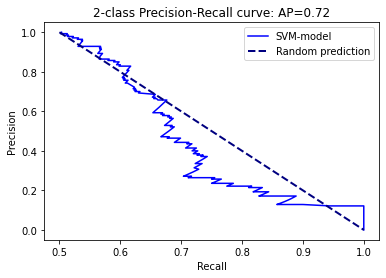 2-class Precision-Recall curve: AP=0.72
SVM-model
Random prediction
Precision
1.0
0.8
0.6
0.4
0.2
0.0
0.5 0.6 0.7 0.8 0.9 1.0
Recall